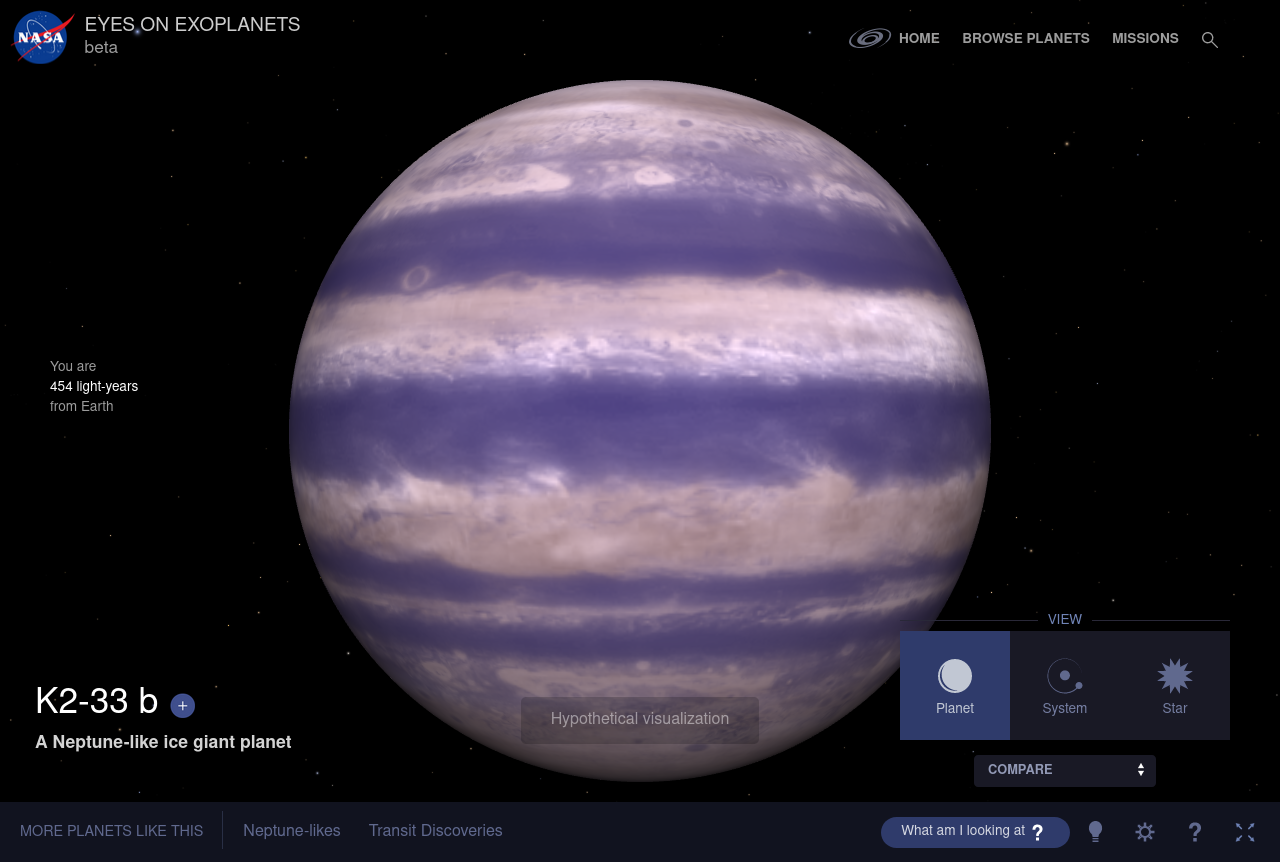 NASA
EYES ON EXOPLANETS
beta
HOME
BROWSE PLANETS
MISSIONS
You are
454 light-years
from Earth
VIEW
Planet
System
Star
K2-33 b +
A Neptune-like ice giant planet
Hypothetical visualization
COMPARE
MORE PLANETS LIKE THIS
Neptune-likes
Transit Discoveries
What am I looking at ?
?